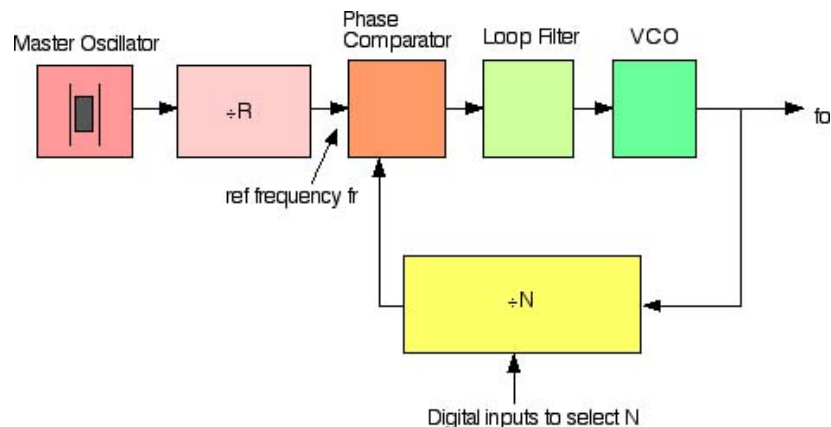 Master Oscillator
Phase
Comparator
Loop Filter
VCO
÷R
fo
ref frequency fr
÷N
Digital inputs to select N